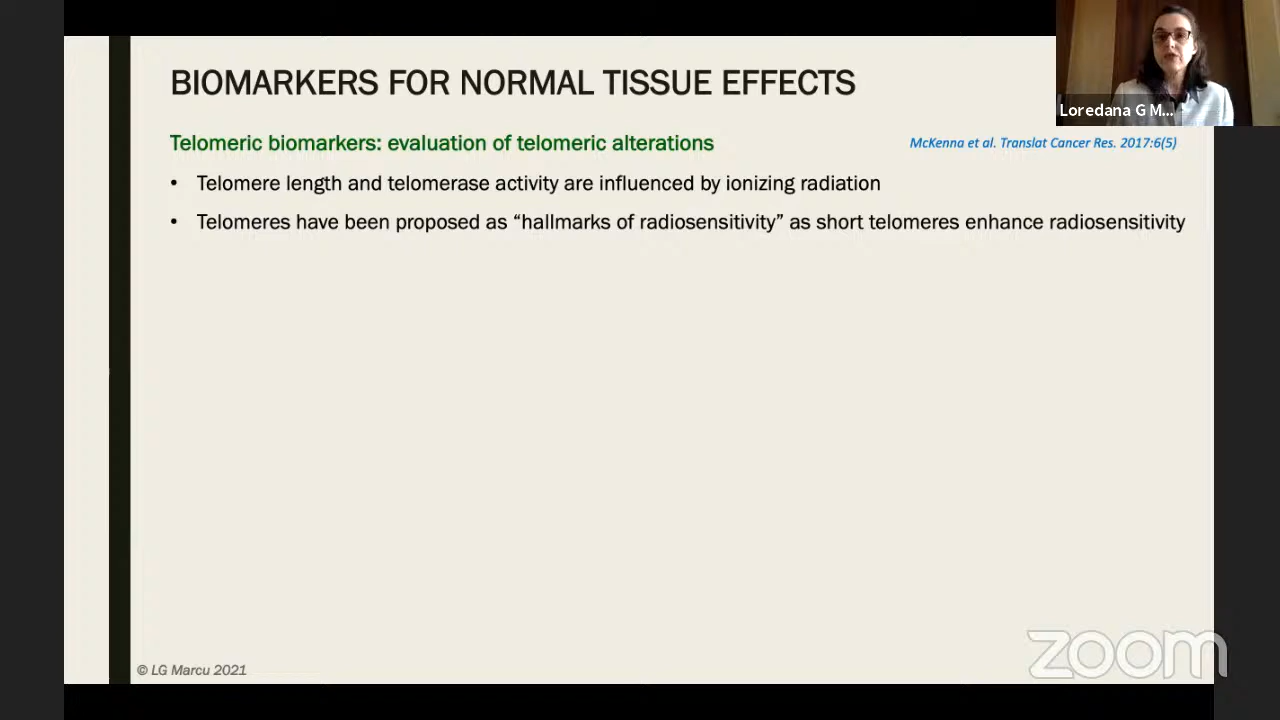 BIOMARKERS FOR NORMAL TISSUE EFFECTS
Loredana G M...
Telomeric biomarkers: evaluation of telomeric alterations
McKenna et al. Translat Cancer Res. 2017:6(5)
• Telomere length and telomerase activity are influenced by ionizing radiation
• Telomeres have been proposed as “hallmarks of radiosensitivity” as short telomeres enhance radiosensitivity
© LG Marcu 2021
zoom